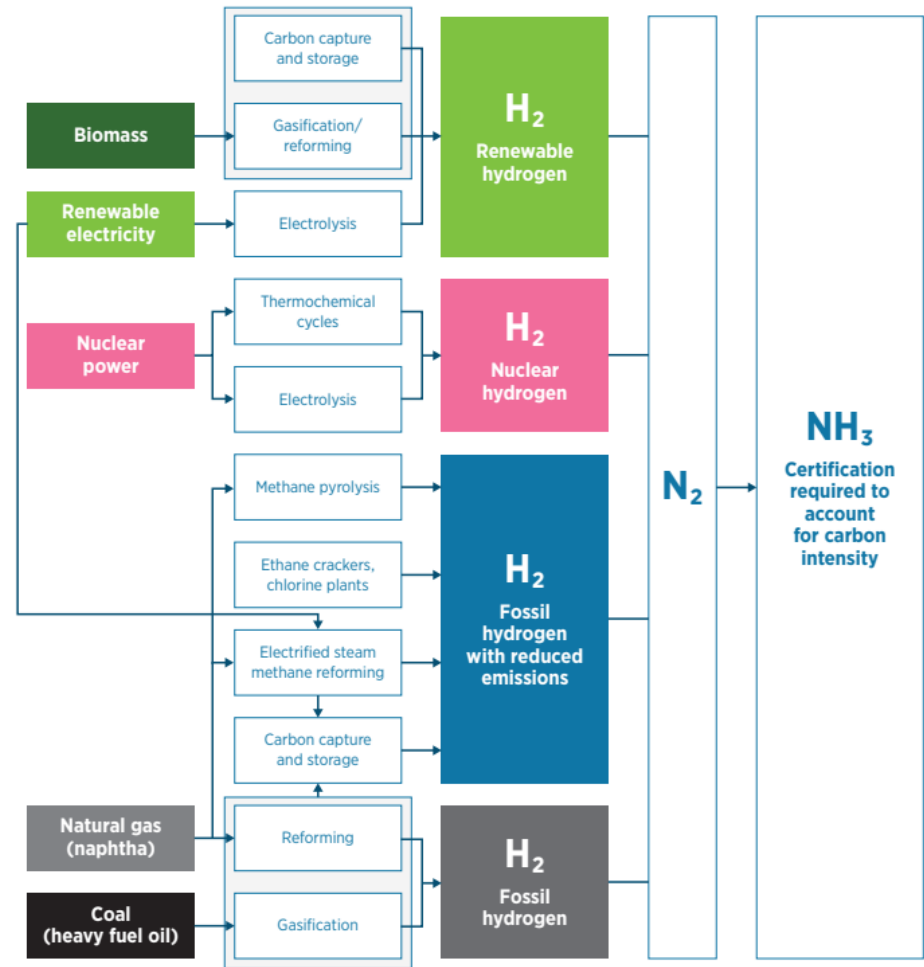 Carbon capture
and storage
Biomass
Gasification/
reforming
H₂
Renewable
hydrogen
Renewable
electricity
Electrolysis
Nuclear
power
Thermochemical
cycles
Electrolysis
H₂
Nuclear
hydrogen
Methane pyrolysis
Ethane crackers,
chlorine plants
Electrified steam
methane reforming
Carbon capture
and storage
H₂
Fossil
hydrogen
with reduced
emissions
Natural gas
(naphtha)
Reforming
Coal
(heavy fuel oil)
Gasification
H₂
Fossil
hydrogen
N₂
NH₃
Certification
required to
account
for carbon
intensity